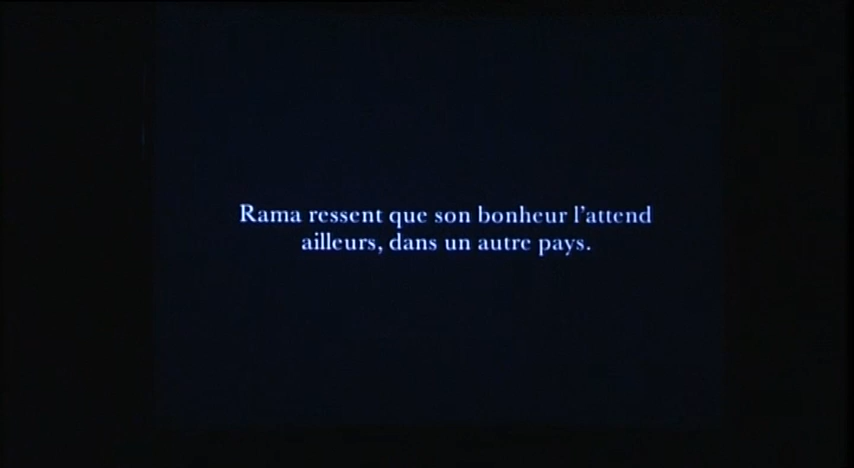 Rama ressent que son bonheur l'attend
ailleurs, dans un autre pays.